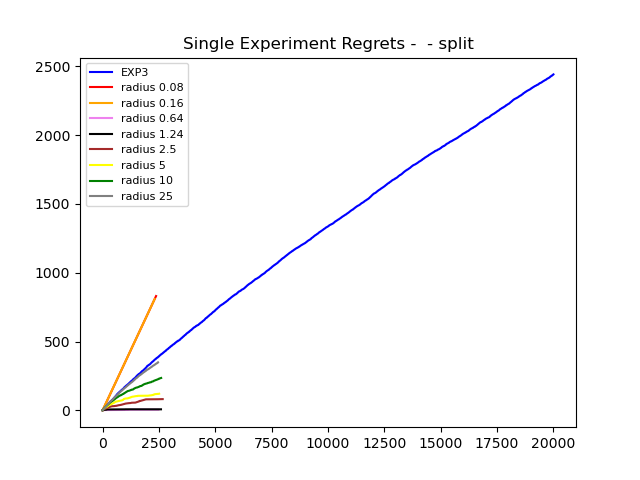 Single Experiment Regrets -  - split
2500
2000
1500
1000
500
0
EXP3
radius 0.08
radius 0.16
radius 0.64
radius 1.24
radius 2.5
radius 5
radius 10
radius 25
0 2500 5000 7500 10000 12500 15000 17500 20000